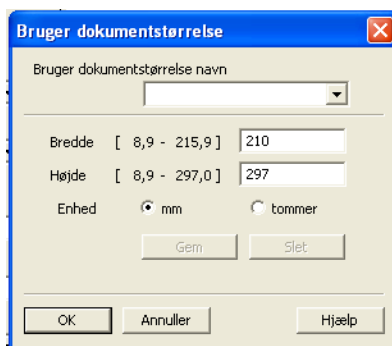 Bruger dokumentstørrelse
Bruger dokumentstørrelse navn
Bredde [ 8,9 - 215,9 ] 210
Højde [ 8,9 - 297,0 ] 297
Enhed mm tommer
Gem Slet
OK Annuller Hjælp